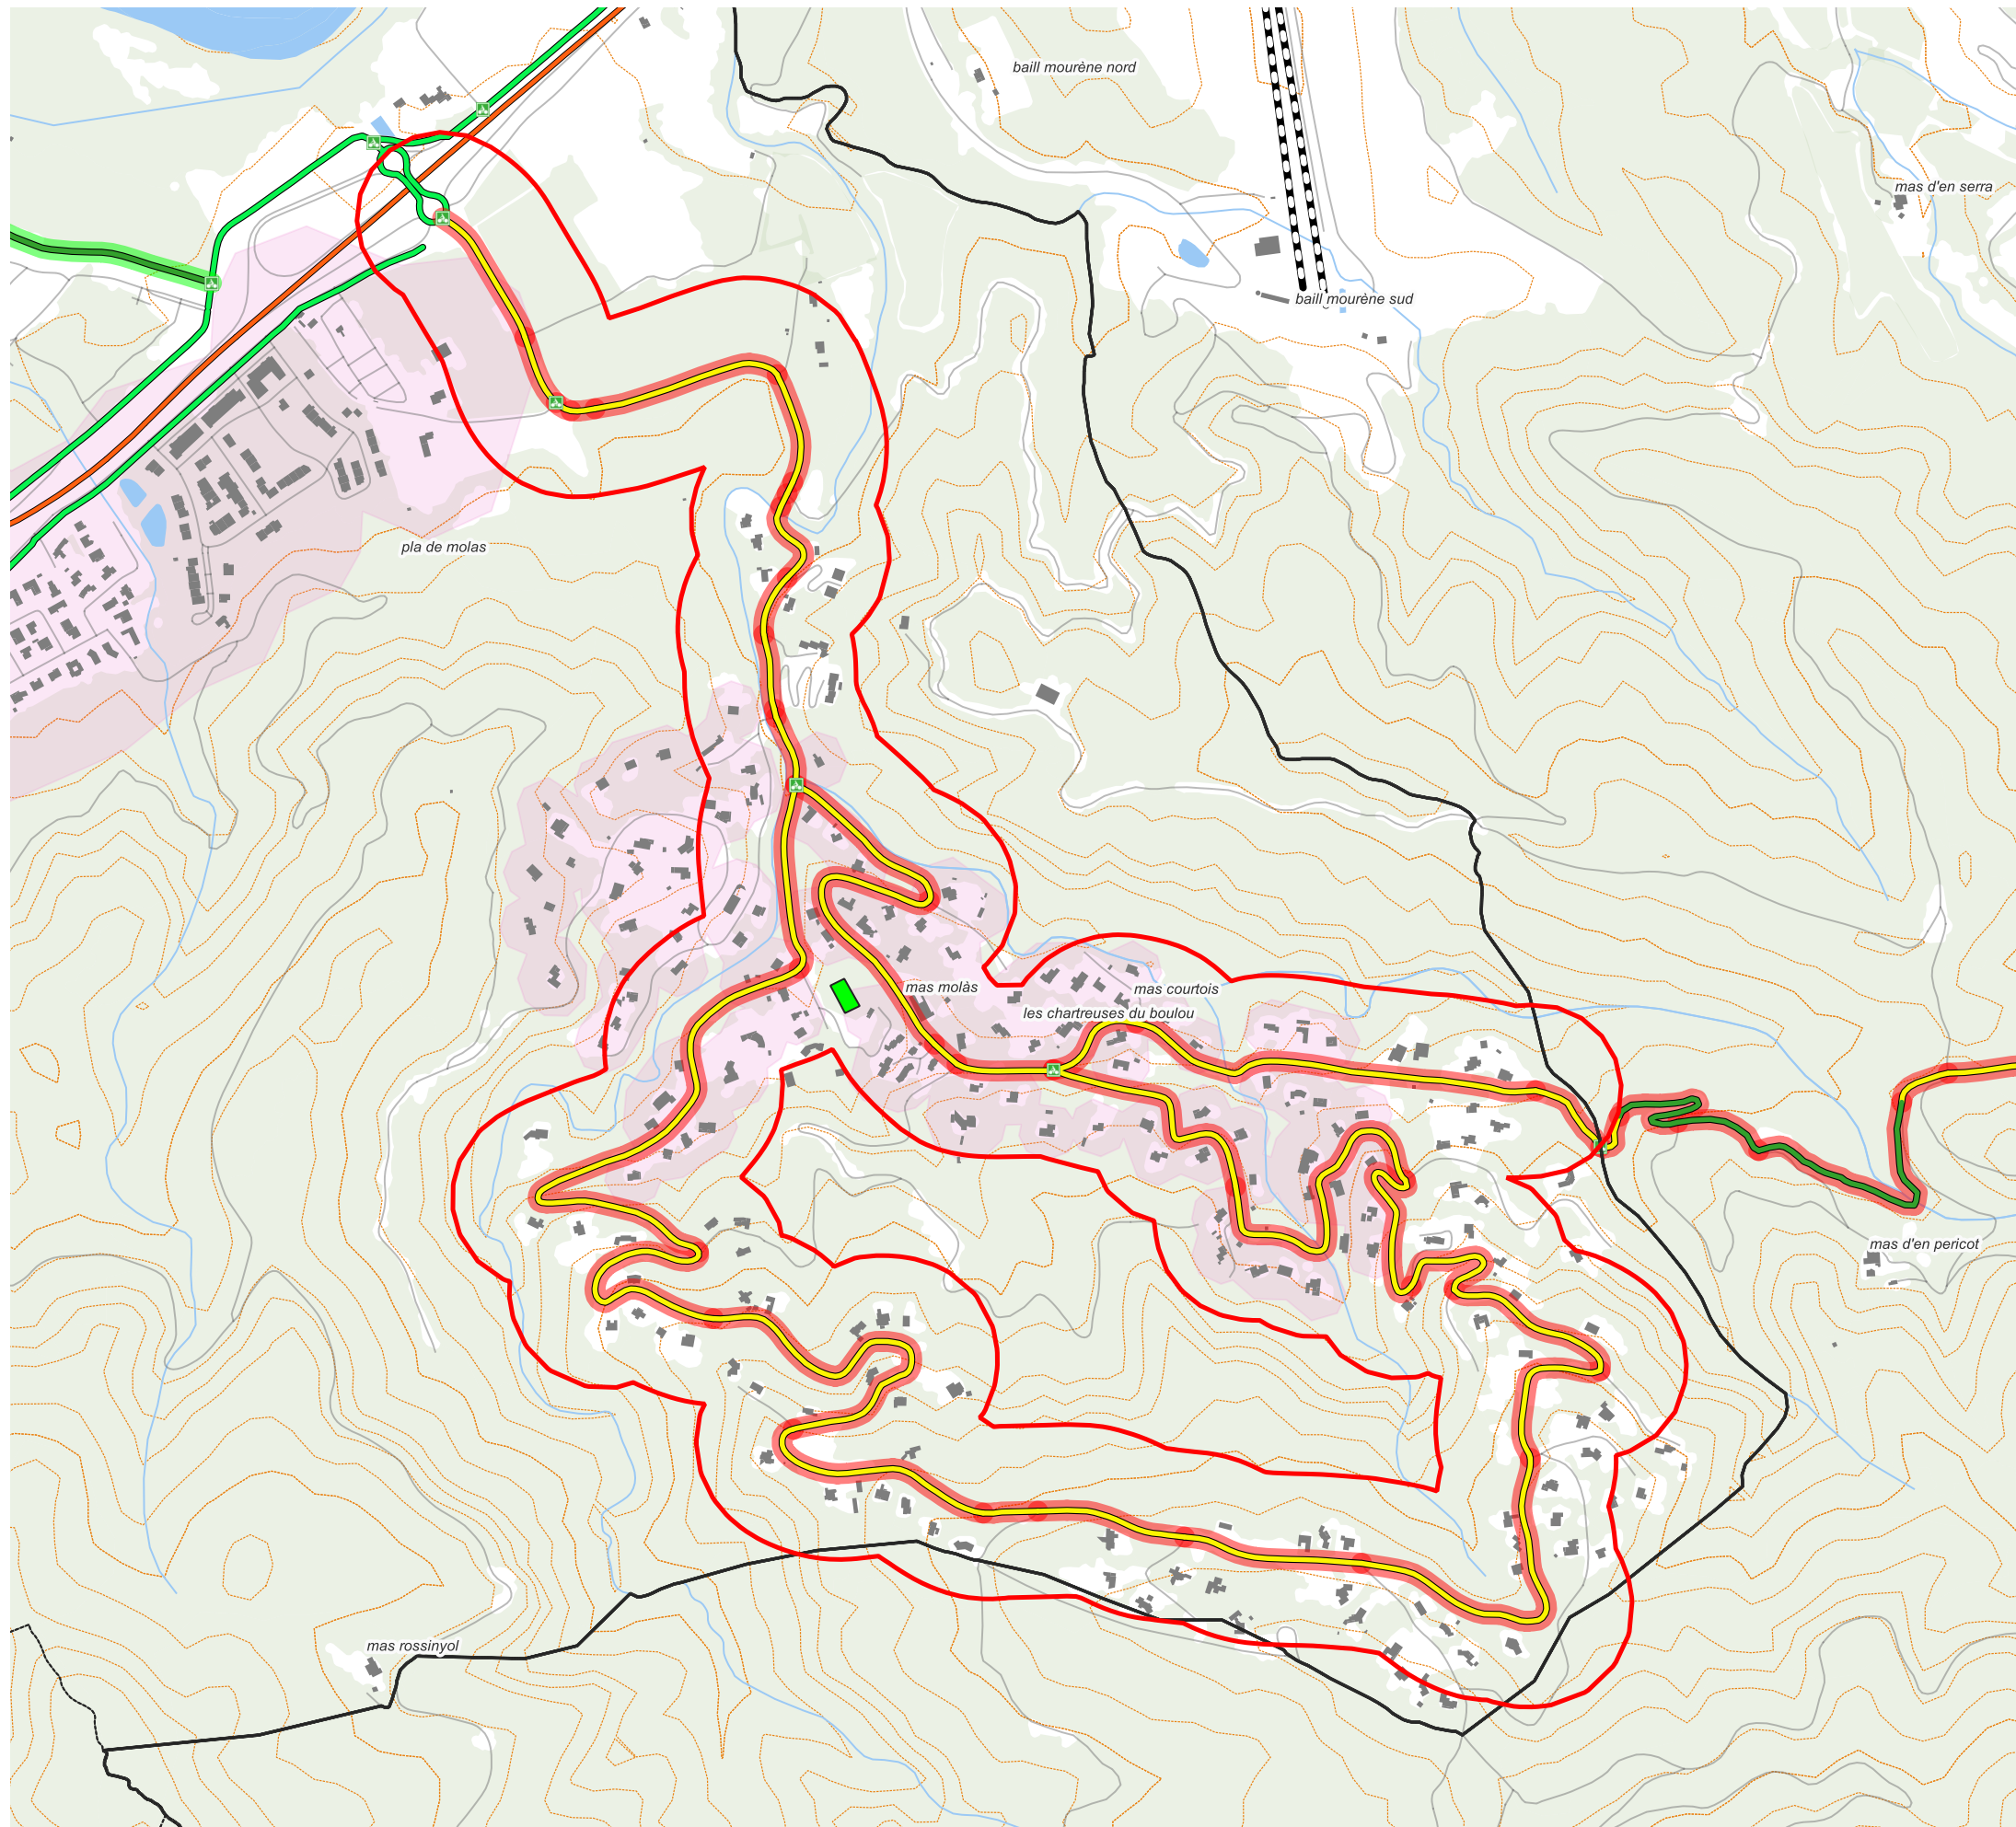 baill mourène nord
mas d'en serra
baill mourène sud
pla de molas
mas molàs
mas courtois
les chartreuses du boulou
mas d'en pericot
mas rossinyol